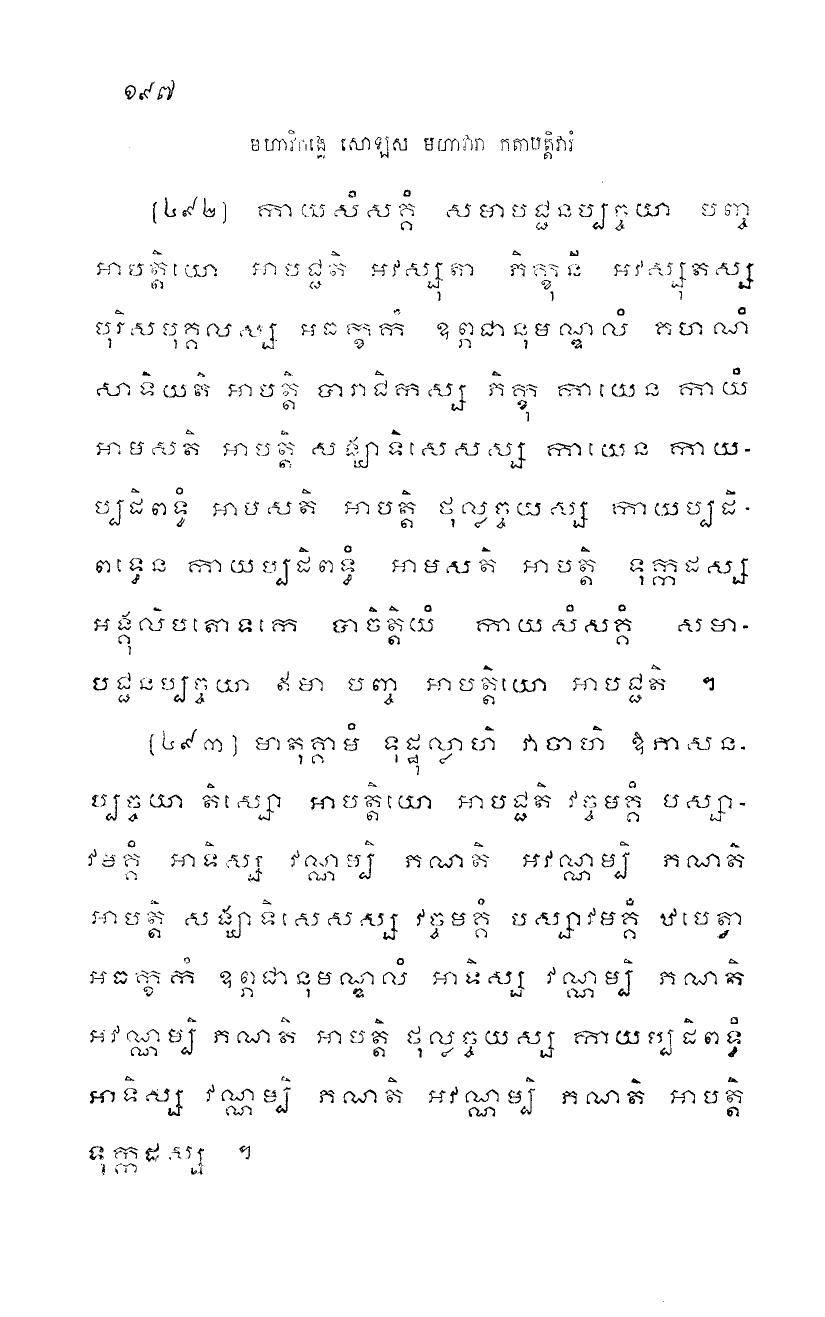 ១៩៧
មហាវិភង្គេ សោឡស មហាវារា កតាបត្តិវារំ
[៤៩២] កាយសំសគ្គំ សមាបជ្ជនប្បច្ចយា បញ្ច
អាបត្តិយោ អាបជ្ជតិ អវស្សុតា ភិក្ខុនី អវស្សុតស្ស
បុរិសបុគ្គលស្ស អធក្ខកំ ឧព្ភជានុមណ្ឌលំ គហណំ
សាទិយតិ អាបត្តិ បារាជិកស្ស ភិក្ខុ កាយេន កាយំ
អាមសតិ អាបត្តិ សង្ឃាទិសេសស្ស កាយេន កាយ-
ប្បដិពទ្ធំ អាមសតិ អាបត្តិ ថុល្លច្ចយស្ស កាយប្បដិ-
ពទ្ធេន កាយប្បដិពទ្ធំ អាមសតិ អាបត្តិ ទុក្កដស្ស
អង្គុលិបតោទកេ បាចិត្តិយំ កាយសំសគ្គំ សមា-
បជ្ជនប្បច្ចយា ឥមា បញ្ច អាបត្តិយោ អាបជ្ជតិ ។
[៤៩៣] មាតុគ្គាមំ ទុដ្ឋុល្លាហិ វាចាហិ ឱភាសន-
ប្បច្ចយា តិស្សោ អាបត្តិយោ អាបជ្ជតិ វច្ចមគ្គំ បស្សា-
វមគ្គំ អាទិស្ស វណ្ណម្បិ ភណតិ អវណ្ណម្បិ ភណតិ
អាបត្តិ សង្ឃាទិសេសស្ស វច្ចមគ្គំ បស្សាវមគ្គំ ឋបេត្វា
អធក្ខកំ ឧព្ភជានុមណ្ឌលំ អាទិស្ស វណ្ណម្បិ ភណតិ
អវណ្ណម្បិ ភណតិ អាបត្តិ ថុល្លច្ចយស្ស កាយប្បដិពទ្ធំ
អាទិស្ស វណ្ណម្បិ ភណតិ អវណ្ណម្បិ ភណតិ អាបត្តិ
ទុក្កដស្ស ។